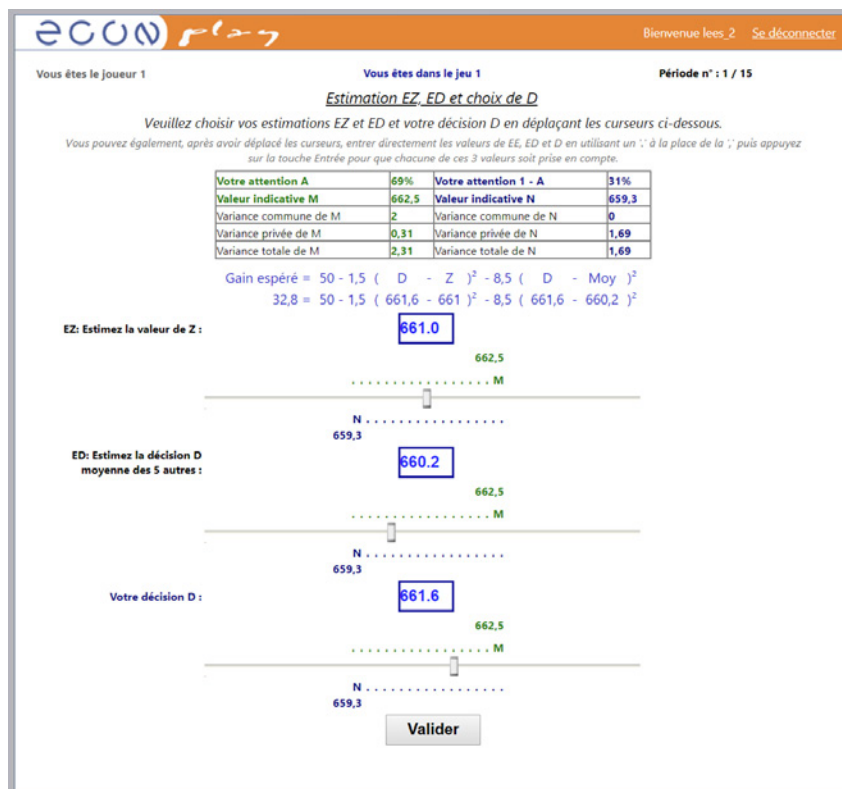 econ play
Bienvenue lees_2 Se déconnecter
Vous êtes le joueur 1 Vous êtes dans le jeu 1 Période n° : 1 / 15
Estimation EZ, ED et choix de D
Veuillez choisir vos estimations EZ et ED et votre décision D en déplaçant les curseurs ci-dessous.
Vous pouvez également, après avoir déplacé les curseurs, entrer directement les valeurs de EE, ED et D en utilisant un '.' à la place de la ',' puis appuyez
sur la touche Entrée pour que chacune de ces 3 valeurs soit prise en compte.
Votre attention A 69% Votre attention 1 - A 31%
Valeur indicative M 662,5 Valeur indicative N 659,3
Variance commune de M 2 Variance commune de N 0
Variance privée de M 0,31 Variance privée de N 1,69
Variance totale de M 2,31 Variance totale de N 1,69
Gain espéré = 50 - 1,5 ( D - Z )² - 8,5 ( D - Moy )²
32,8 = 50 - 1,5 ( 661,6 - 661 )² - 8,5 ( 661,6 - 660,2 )²
EZ: Estimez la valeur de Z : 661.0
662,5
. . . . . . . . . . . . . . . . . M
N . . . . . . . . . . . . . . . . .
659,3
ED: Estimez la décision D
moyenne des 5 autres : 660.2
662,5
. . . . . . . . . . . . . . . . . M
N . . . . . . . . . . . . . . . . .
659,3
Votre décision D : 661.6
662,5
. . . . . . . . . . . . . . . . . M
N . . . . . . . . . . . . . . . . .
659,3
Valider